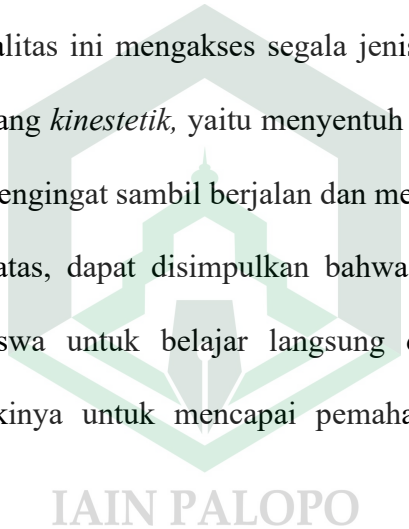 alitas ini mengakses segala jenis
ang kinestetik, yaitu menyentuh
engingat sambil berjalan dan me
atas, dapat disimpulkan bahwa
swa untuk belajar langsung
kinya untuk mencapai pemaha
IAIN PALOPO